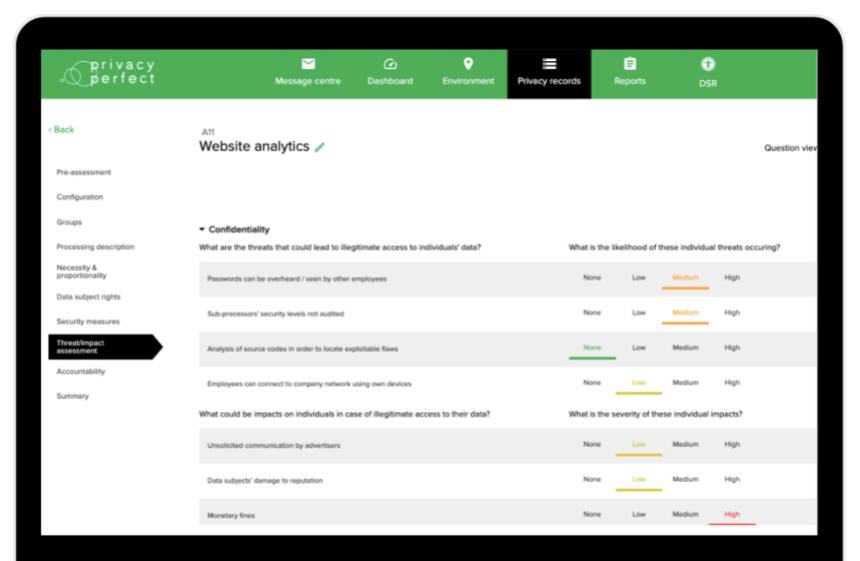 privacy
perfect
Message centre
Dashboard
Environment
Privacy records
Reports
DSR
< Back
A11
Website analytics
Question view
Pre-assessment
Configuration
Groups
Processing description
Necessity &
proportionality
Data subject rights
Security measures
Threat/impact
assessment
Accountability
Summary
Confidentiality
What are the threats that could lead to illegitimate access to individuals' data? What is the likelihood of these individual threats occuring?
Passwords can be overheard / seen by other employees None Low Medium High
Sub-processors' security levels not audited None Low Medium High
Analysis of source codes in order to locate exploitable flaws None Low Medium High
Employees can connect to company network using own devices None Low Medium High
What could be impacts on individuals in case of illegitimate access to their data? What is the severity of these individual impacts?
Unsolicited communication by advertisers None Low Medium High
Data subjects' damage to reputation None Low Medium High
Monetary fines None Low Medium High